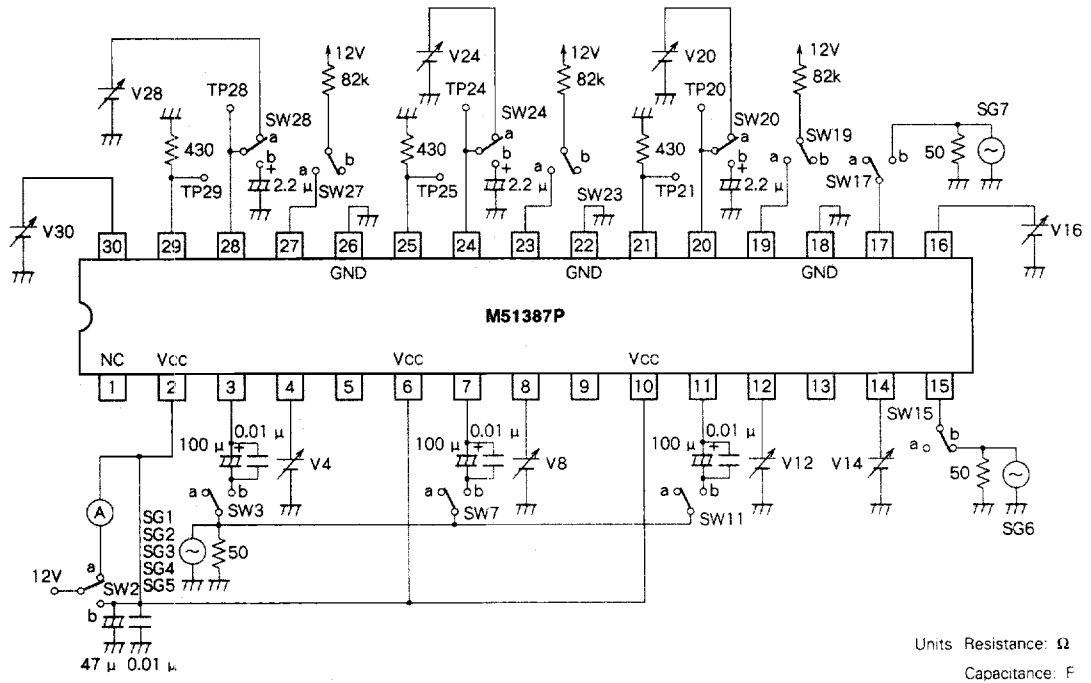 12V V24 12V V20 12V
V28 TP28 82k TP24 82k TP20 82k SG7
SW28 a SW24 a SW20 a SW19
430 b + 2.2 μ a b SW27
430 b + 2.2 μ a b SW23
430 b + 2.2 μ a b a b SW17 50
TP29 TP25 TP21
V30 V16
30 29 28 27 26 25 24 23 22 21 20 19 18 17 16
GND GND GND
M51387P
NC Vcc Vcc Vcc
1 2 3 4 5 6 7 8 9 10 11 12 13 14 15
0.01 μ 0.01 μ 0.01 μ SW15
100 μ + V4 100 μ + V8 100 μ + V12 V14 a b
a b a b a b 50
A SW3 SW7 SW11 SG6
SG1
SG2
SG3
SG4
SG5
50
12V a SW2
b
47 μ 0.01 μ
Units Resistance: Ω
Capacitance: F